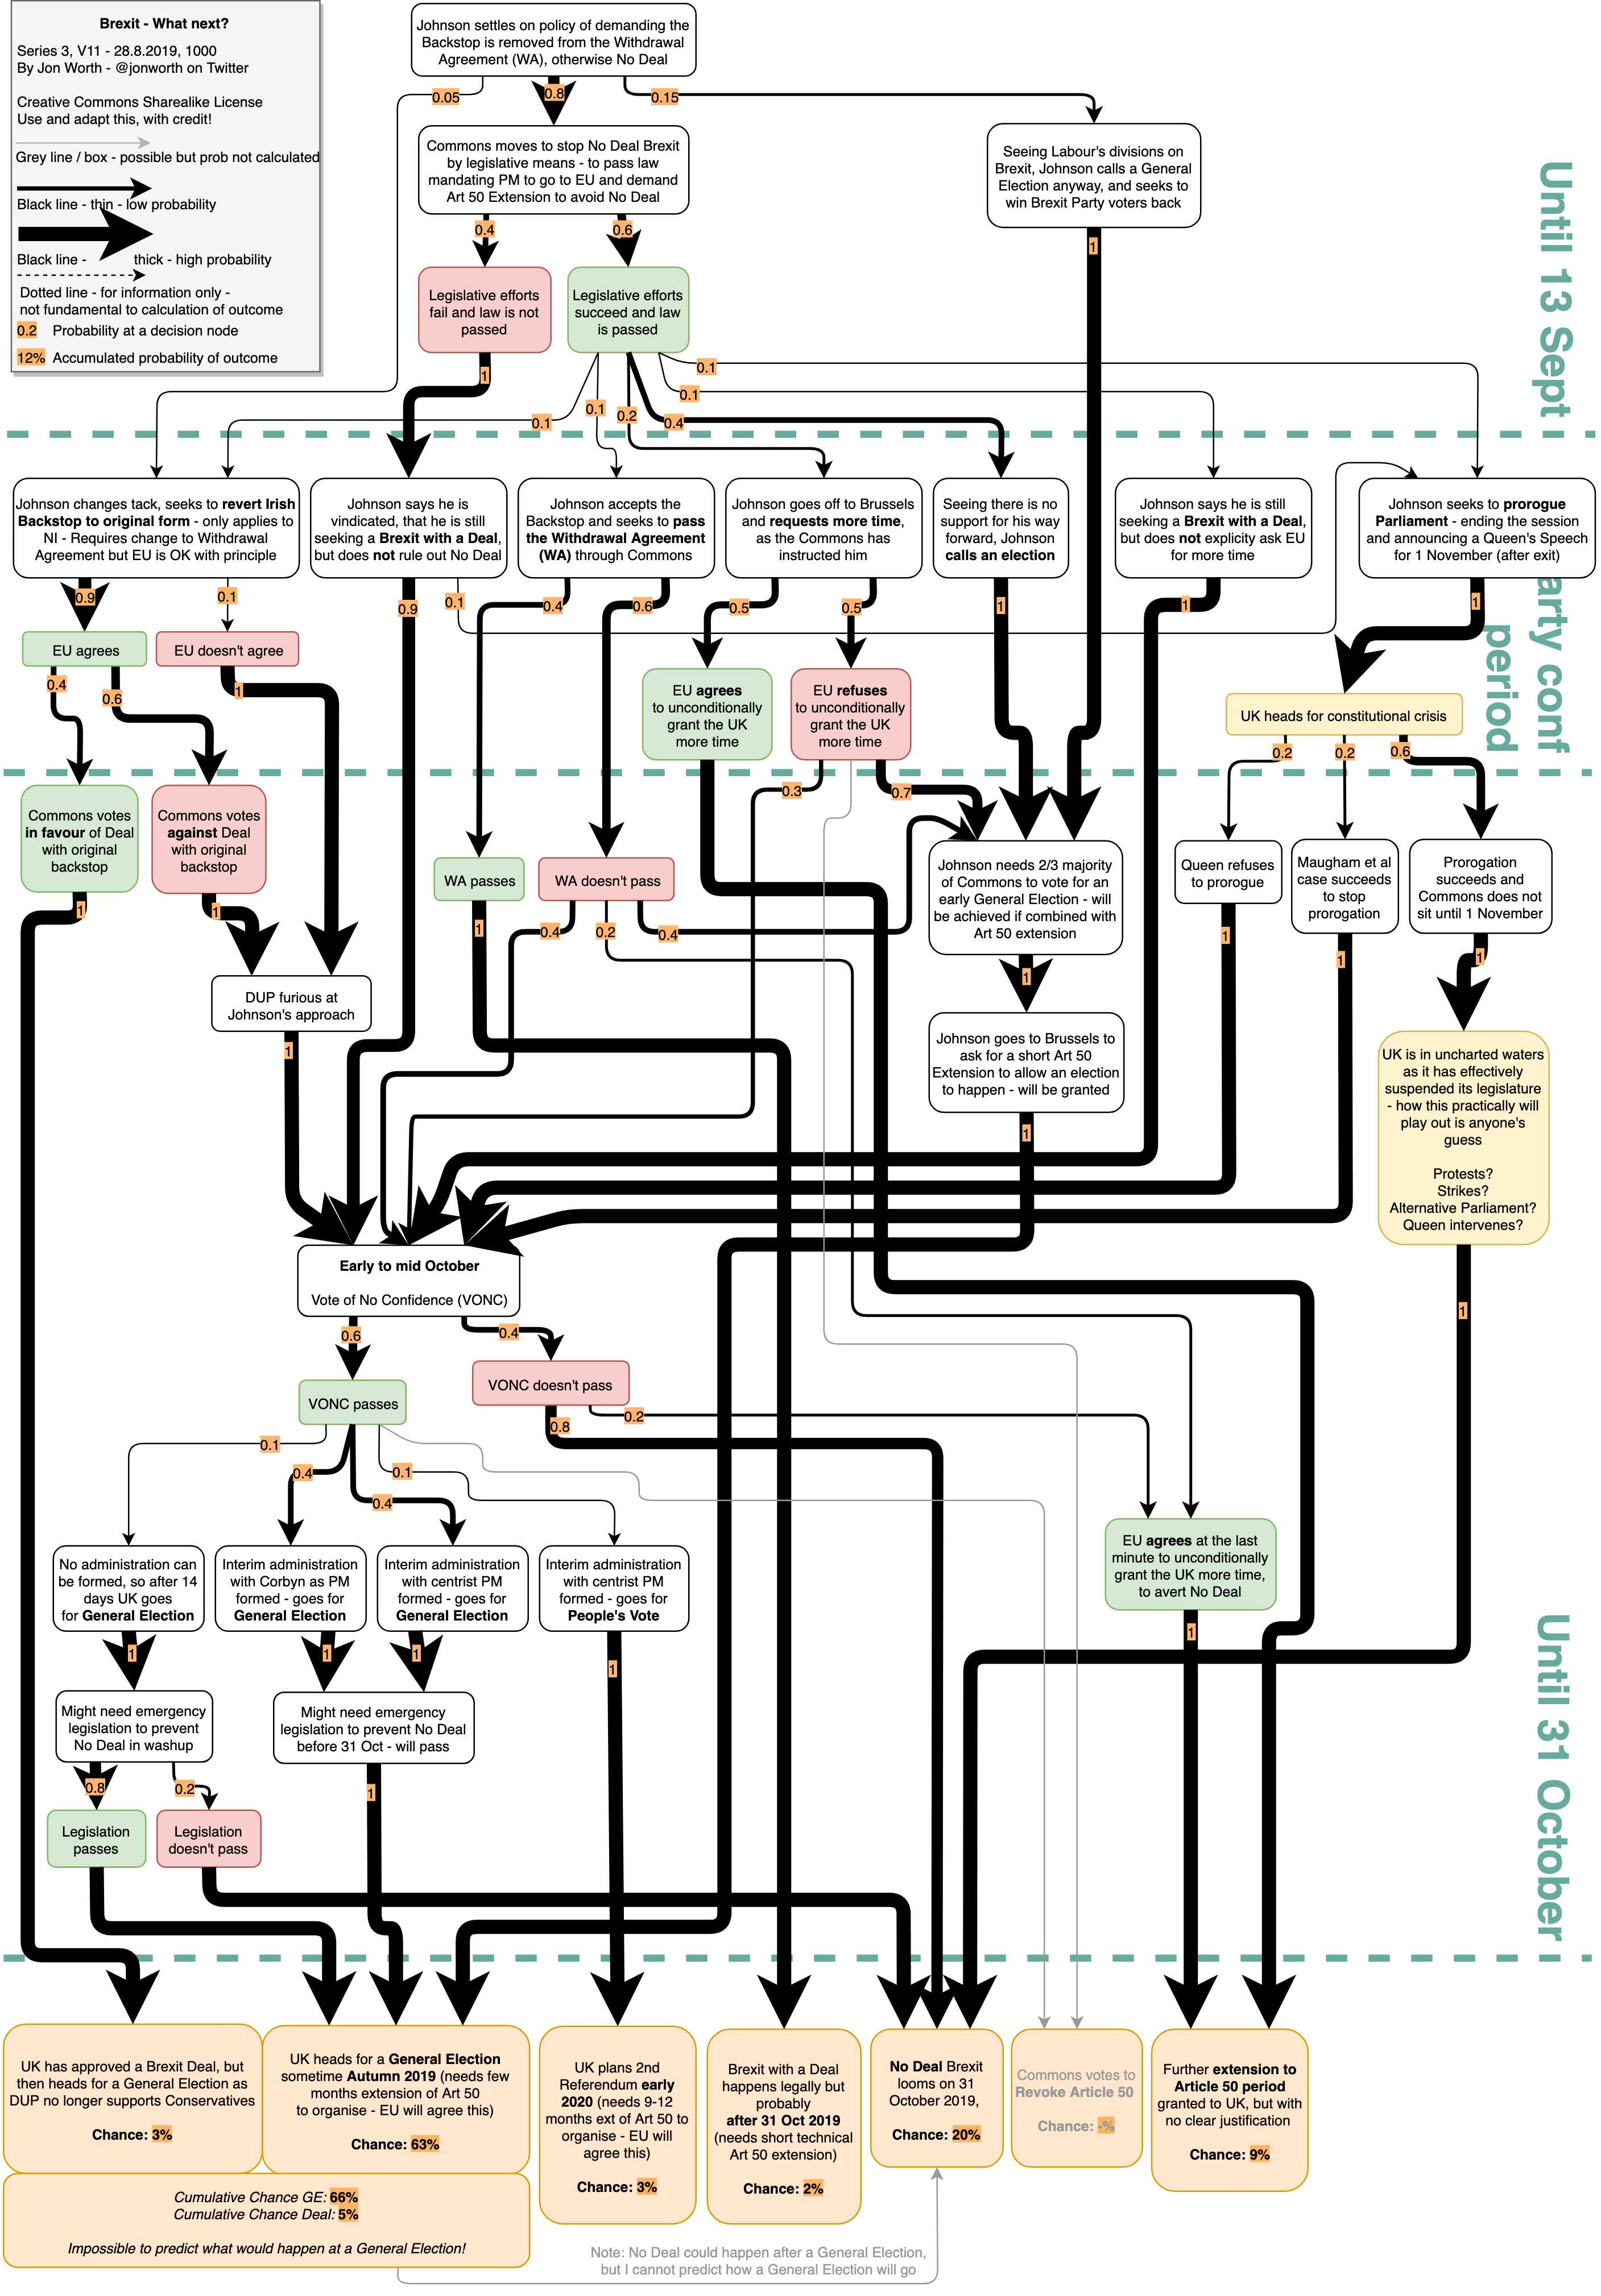 Brexit - What next?
Series 3, V11 - 28.8.2019, 1000
By Jon Worth - @jonworth on Twitter
Creative Commons Sharealike License
Use and adapt this, with credit!
Grey line / box - possible but prob not calculated
Black line - thin - low probability
Black line - thick - high probability
Dotted line - for information only -
not fundamental to calculation of outcome
0.2 Probability at a decision node
12% Accumulated probability of outcome
Johnson settles on policy of demanding the
Backstop is removed from the Withdrawal
Agreement (WA), otherwise No Deal
0.05
0.8
0.15
Commons moves to stop No Deal Brexit
by legislative means - to pass law
mandating PM to go to EU and demand
Art 50 Extension to avoid No Deal
Seeing Labour's divisions on
Brexit, Johnson calls a General
Election anyway, and seeks to
win Brexit Party voters back
Until 13 Sept
0.4
0.6
1
Legislative efforts
fail and law is not
passed
Legislative efforts
succeed and law
is passed
1
0.1
0.1
0.2
0.4
0.1
0.1
Johnson changes tack, seeks to revert Irish
Backstop to original form - only applies to
NI - Requires change to Withdrawal
Agreement but EU is OK with principle
Johnson says he is
vindicated, that he is still
seeking a Brexit with a Deal,
but does not rule out No Deal
Johnson accepts the
Backstop and seeks to pass
the Withdrawal Agreement
(WA) through Commons
Johnson goes off to Brussels
and requests more time,
as the Commons has
instructed him
Seeing there is no
support for his way
forward, Johnson
calls an election
Johnson says he is still
seeking a Brexit with a Deal,
but does not explicity ask EU
for more time
Johnson seeks to prorogue
Parliament - ending the session
and announcing a Queen's Speech
for 1 November (after exit)
arty conf
period
0.9
0.1
0.9
0.1
0.4
0.6
0.5
0.5
1
1
1
EU agrees
EU doesn't agree
0.4
0.6
1
EU agrees
to unconditionally
grant the UK
more time
EU refuses
to unconditionally
grant the UK
more time
UK heads for constitutional crisis
0.2
0.2
0.6
0.3
0.7
Commons votes
in favour of Deal
with original
backstop
Commons votes
against Deal
with original
backstop
WA passes
WA doesn't pass
Johnson needs 2/3 majority
of Commons to vote for an
early General Election - will
be achieved if combined with
Art 50 extension
Queen refuses
to prorogue
Maugham et al
case succeeds
to stop
prorogation
Prorogation
succeeds and
Commons does not
sit until 1 November
1
1
1
0.4
0.2
0.4
1
1
1
1
DUP furious at
Johnson's approach
Johnson goes to Brussels to
ask for a short Art 50
Extension to allow an election
to happen - will be granted
UK is in uncharted waters
as it has effectively
suspended its legislature
- how this practically will
play out is anyone's
guess
Protests?
Strikes?
Alternative Parliament?
Queen intervenes?
1
1
1
Early to mid October
Vote of No Confidence (VONC)
0.6
0.4
VONC passes
VONC doesn't pass
0.8
0.2
0.1
0.4
0.4
0.1
No administration can
be formed, so after 14
days UK goes
for General Election
Interim administration
with Corbyn as PM
formed - goes for
General Election
Interim administration
with centrist PM
formed - goes for
General Election
Interim administration
with centrist PM
formed - goes for
People's Vote
EU agrees at the last
minute to unconditionally
grant the UK more time,
to avert No Deal
Until 31 October
1
1
1
1
1
Might need emergency
legislation to prevent
No Deal in washup
Might need emergency
legislation to prevent No Deal
before 31 Oct - will pass
0.8
0.2
1
Legislation
passes
Legislation
doesn't pass
UK has approved a Brexit Deal, but
then heads for a General Election as
DUP no longer supports Conservatives
Chance: 3%
UK heads for a General Election
sometime Autumn 2019 (needs few
months extension of Art 50
to organise - EU will agree this)
Chance: 63%
UK plans 2nd
Referendum early
2020 (needs 9-12
months ext of Art 50 to
organise - EU will
agree this)
Chance: 3%
Brexit with a Deal
happens legally but
probably
after 31 Oct 2019
(needs short technical
Art 50 extension)
Chance: 2%
No Deal Brexit
looms on 31
October 2019,
Chance: 20%
Commons votes to
Revoke Article 50
Chance: -%
Further extension to
Article 50 period
granted to UK, but with
no clear justification
Chance: 9%
Cumulative Chance GE: 66%
Cumulative Chance Deal: 5%
Impossible to predict what would happen at a General Election!
Note: No Deal could happen after a General Election,
but I cannot predict how a General Election will go